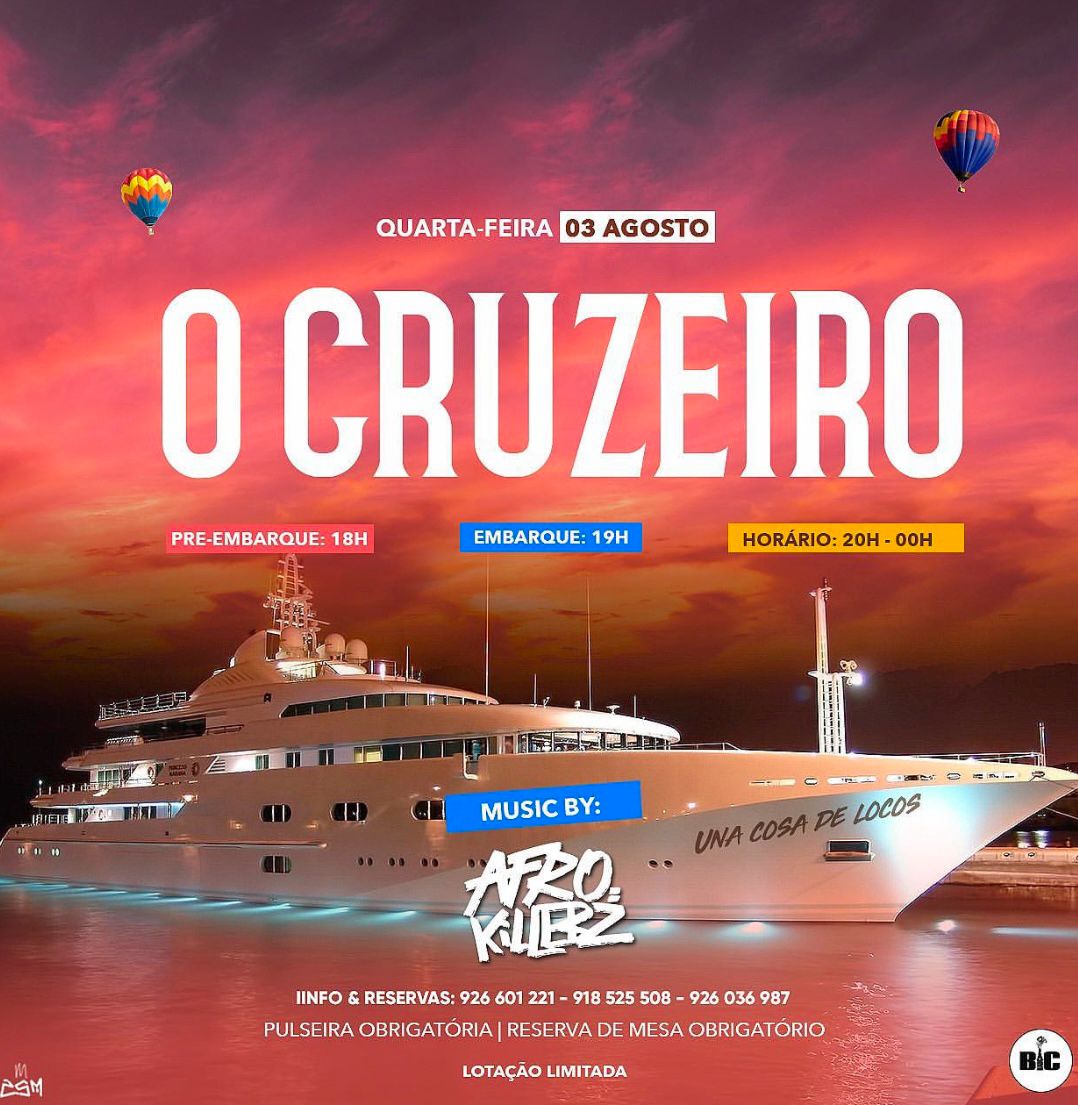 QUARTA-FEIRA 03 AGOSTO
O CRUZEIRO
PRE-EMBARQUE: 18H
EMBARQUE: 19H
HORÁRIO: 20H - 00H
MUSIC BY:
UNA COSA DE LOCOS
AFRO
KILLERZ
IINFO & RESERVAS: 926 601 221 - 918 525 508 - 926 036 987
PULSEIRA OBRIGATÓRIA | RESERVA DE MESA OBRIGATÓRIO
LOTAÇÃO LIMITADA
BIC